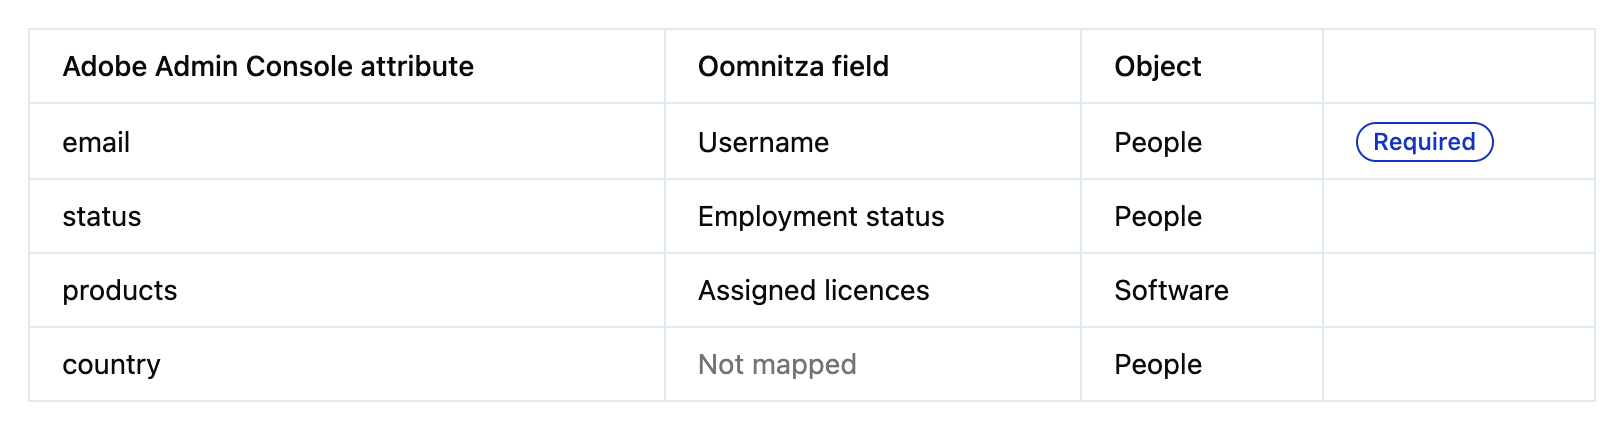 Adobe Admin Console attribute Oomnitza field Object
email Username People Required
status Employment status People
products Assigned licences Software
country Not mapped People